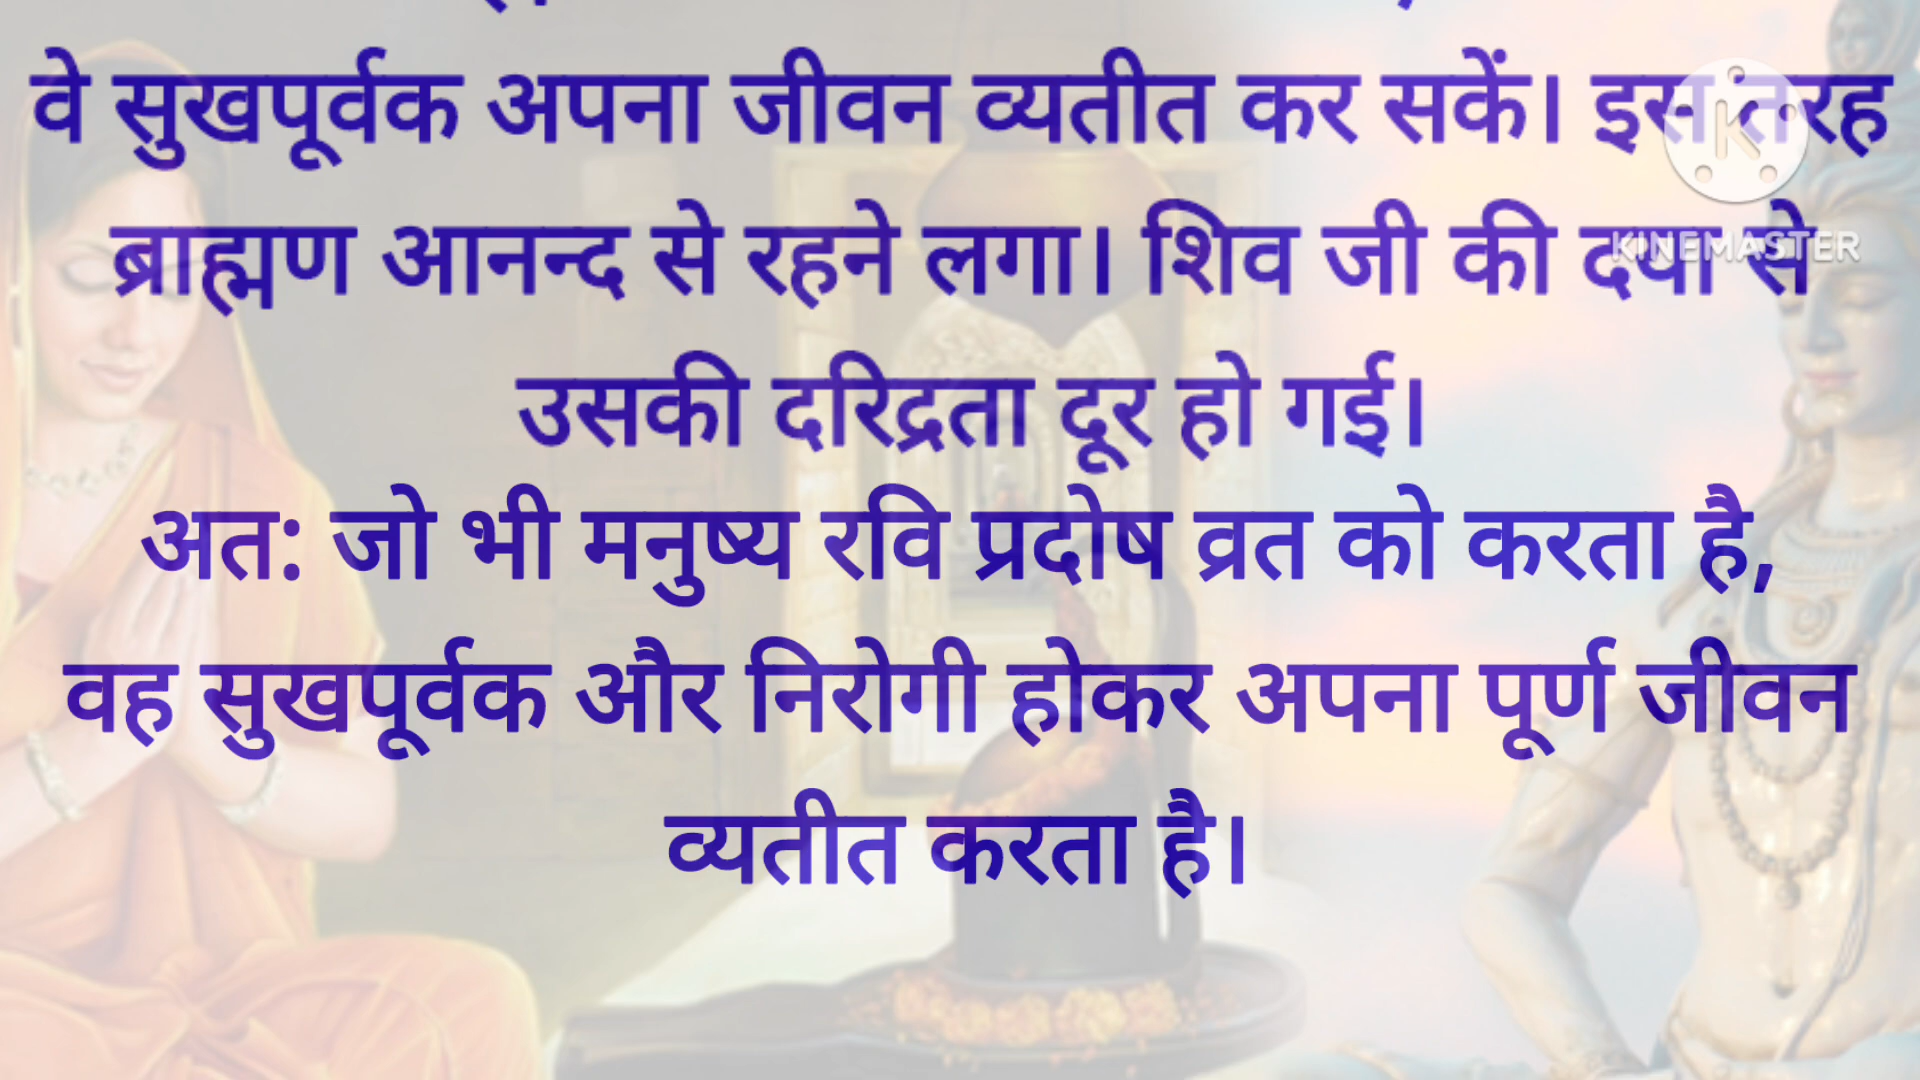 वे सुखपूर्वक अपना जीवन व्यतीत कर सकें। इस तरह
ब्राह्मण आनन्द से रहने लगा। शिव जी की दया से
उसकी दरिद्रता दूर हो गई।
अत: जो भी मनुष्य रवि प्रदोष व्रत को करता है,
वह सुखपूर्वक और निरोगी होकर अपना पूर्ण जीवन
व्यतीत करता है।
K
KINEMASTER